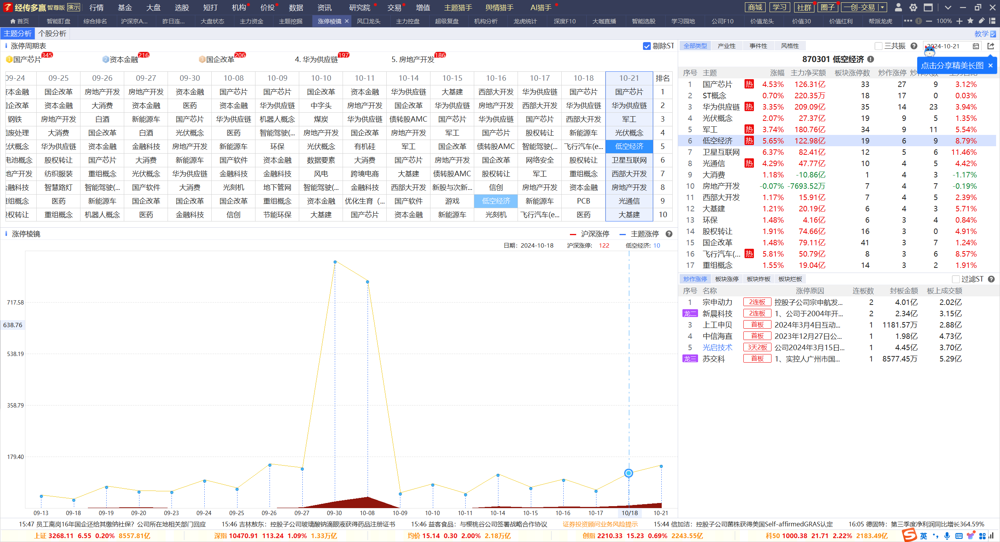 经传多赢 智尊版 演示 行情 基金 大盘 选股 短打 机构 价投 数据 资讯 研究院 交易 增值 主题猎手 舆情猎手 AI猎手 商城 学习 社群 圈子 一创-交易
首页 智能盯盘 综合排名 沪深京A... 昨日连... 大盘状态 主力资金 主题挖掘 涨停棱镜 × 风口龙头 主力控盘 超级复盘 机构分析 龙虎统计 深度F10 大咖直播 智能选股 学习园地 公司F10 价值龙头 价值30 价值红利 帮派龙虎 ••• 100%
主题分析 个股分析 教学
涨停周期表 剔除ST
1 国产芯片 345 2 资本金融 216 3 国企改革 206 4. 华为供应链 197 5. 房地产开发 186
09-24 09-25 09-26 09-27 09-30 10-08 10-09 10-10 10-11 10-14 10-15 10-16 10-17 10-18 10-21 排名
资本金融 国企改革 房地产开发 房地产开发 资本金融 国产芯片 国产芯片 国企改革 资本金融 华为供应链 大基建 西部大开发 华为供应链 国产芯片 国产芯片 1
国企改革 资本金融 大消费 资本金融 医药 资本金融 华为供应链 中字头 房地产开发 国企改革 华为供应链 房地产开发 西部大开发 华为供应链 华为供应链 2
钢铁 房地产开发 白酒 新能源车 国产芯片 华为供应链 机器人概念 煤炭 华为供应链 债转股AMC 国产芯片 华为供应链 国产芯片 西部大开发 军工 3
废处理 大消费 国企改革 白酒 光伏概念 医药 智能驾驶(... 房地产开发 国企改革 房地产开发 军工 国产芯片 股权转让 新能源车 光伏概念 4
光伏概念 华为供应链 资本金融 金融科技 房地产开发 新能源车 环保 光伏概念 有机硅 军工 国企改革 债转股AMC 智能驾驶(... 飞行汽车(e... 低空经济 5
电池概念 股权转让 国产芯片 大消费 新能源车 国产软件 资本金融 数据要素 大消费 国产芯片 房地产开发 国企改革 网络安全 股权转让 卫星互联网 6
房地产开发 纺织服装 重组概念 光伏概念 华为供应链 金融科技 金融科技 风电 跨境电商 大基建 债转股AMC 股权转让 军工 重组概念 西部大开发 7
金融科技 智慧路灯 智能驾驶(... 国产软件 大消费 光刻机 地下管网 智能驾驶(... 金融科技 西部大开发 新股与次新... 信创 房地产开发 资本金融 房地产开发 8
重组概念 医药 新能源车 国企改革 国企改革 国企改革 重组概念 资本金融 优化生育（... 国产软件 游戏 低空经济 新能源车 PCB 光通信 9
股权转让 重组概念 机器人概念 医药 金融科技 信创 节能环保 大基建 国产芯片 资本金融 新能源车 光刻机 飞行汽车(e... 医药 大基建 10
涨停棱镜 沪深涨停 主题涨停
日期：2024-10-18 沪深涨停: 122 低空经济: 10
717.58
638.76
538.19
358.79
179.40
09-13 09-18 09-19 09-20 09-23 09-24 09-25 09-26 09-27 09-30 10-08 10-09 10-10 10-11 10-14 10-15 10-16 10-17 10/18 10-21
全部类型 产业性 事件性 风格性 三共振 2024-10-21
870301 低空经济
点击分享精美长图 ×
序号 主题 涨幅 主力净买额 板块涨停数 炒作涨停
1 国产芯片 热 4.53% 126.31亿 33 27 9 3.12%
2 ST概念 0.70% 220.35万 18 17 0 0.03%
3 华为供应链 热 3.35% 209.09亿 35 14 23 3.94%
4 光伏概念 2.07% 27.37亿 19 9 5 1.35%
5 军工 热 3.74% 180.76亿 34 9 11 5.54%
6 低空经济 热 5.65% 122.98亿 19 6 9 8.79%
7 卫星互联网 6.37% 82.41亿 12 5 6 11.46%
8 光通信 热 4.29% 47.77亿 10 4 5 4.42%
9 大消费 1.18% -10.86亿 1 4 3 -1.17%
10 房地产开发 -0.07% -7693.52万 7 4 7 -0.19%
11 西部大开发 1.17% 15.91亿 7 4 5 2.39%
12 大基建 1.21% 20.19亿 6 4 3 5.71%
13 环保 1.48% 4.16亿 6 3 4 0.84%
14 股权转让 1.91% 74.66亿 16 3 0 4.91%
15 国企改革 1.48% 79.11亿 41 3 7 1.24%
16 飞行汽车(... 热 5.81% 50.79亿 8 3 6 8.57%
17 重组概念 1.55% 19.04亿 14 3 2 1.91%
炒作涨停 板块涨停 板块炸板 板块烂板 过滤ST
序号 名称 涨停原因 连板数 封板金额 板上成交额
1 宗申动力 2连板 控股子公司宗申航发... 2 4.01亿 2.02亿
龙二 新晨科技 2连板 1、公司于2004年开... 2 2.34亿 3.15亿
3 上工申贝 首板 2024年3月4日互动... 1 1181.57万 2.88亿
4 中信海直 首板 2023年12月27日公... 1 1.98亿 4.73亿
5 光启技术 3天2板 公司2024年3月15日... 1 4.45亿 3.70亿
龙三 苏交科 首板 1、实控人广州市国... 1 8577.45万 5.29亿
15:47 员工离岗16年国企还给其缴纳社保？公司所在地相关部门回应 15:46 吉林敖东：控股子公司玻璃酸钠滴眼液获得药品注册证书 15:46 益客食品：与樱桃谷公司签署战略合作协议 证券投资顾问业务风险提示 15:44 倍加洁：控股子公司菌株获得美国Self-affirmedGRAS认定 16:05 德固特：第三季度净利润同比增长364.59%
上证 3268.11 6.55 0.20% 8557.81亿 深指 10470.91 113.24 1.09% 1.33万亿 均价 15.14 0.30 2.00% 2.18万亿 创指 2210.33 15.23 0.69% 2243.55亿 科50 1000.38 21.71 2.22% 2183.49亿 英